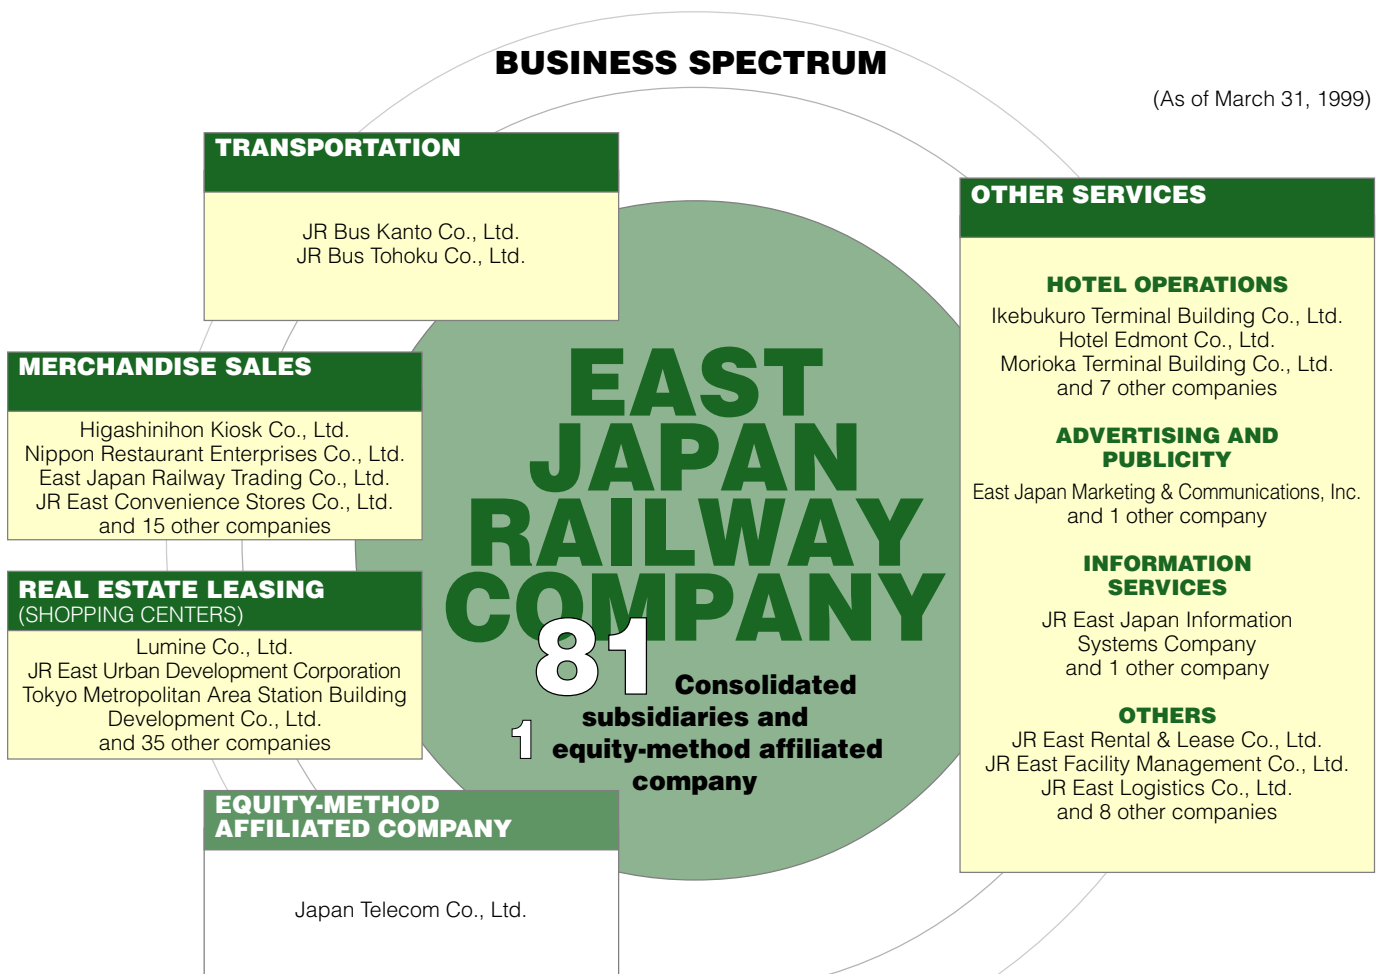 BUSINESS SPECTRUM
(As of March 31, 1999)
TRANSPORTATION
JR Bus Kanto Co., Ltd.
JR Bus Tohoku Co., Ltd.
MERCHANDISE SALES
Higashinihon Kiosk Co., Ltd.
Nippon Restaurant Enterprises Co., Ltd.
East Japan Railway Trading Co., Ltd.
JR East Convenience Stores Co., Ltd.
and 15 other companies
REAL ESTATE LEASING
(SHOPPING CENTERS)
Lumine Co., Ltd.
JR East Urban Development Corporation
Tokyo Metropolitan Area Station Building
Development Co., Ltd.
and 35 other companies
EQUITY-METHOD
AFFILIATED COMPANY
Japan Telecom Co., Ltd.
EAST
JAPAN
RAILWAY
COMPANY
81 Consolidated
subsidiaries and
1 equity-method affiliated
company
OTHER SERVICES
HOTEL OPERATIONS
Ikebukuro Terminal Building Co., Ltd.
Hotel Edmont Co., Ltd.
Morioka Terminal Building Co., Ltd.
and 7 other companies
ADVERTISING AND
PUBLICITY
East Japan Marketing & Communications, Inc.
and 1 other company
INFORMATION
SERVICES
JR East Japan Information
Systems Company
and 1 other company
OTHERS
JR East Rental & Lease Co., Ltd.
JR East Facility Management Co., Ltd.
JR East Logistics Co., Ltd.
and 8 other companies